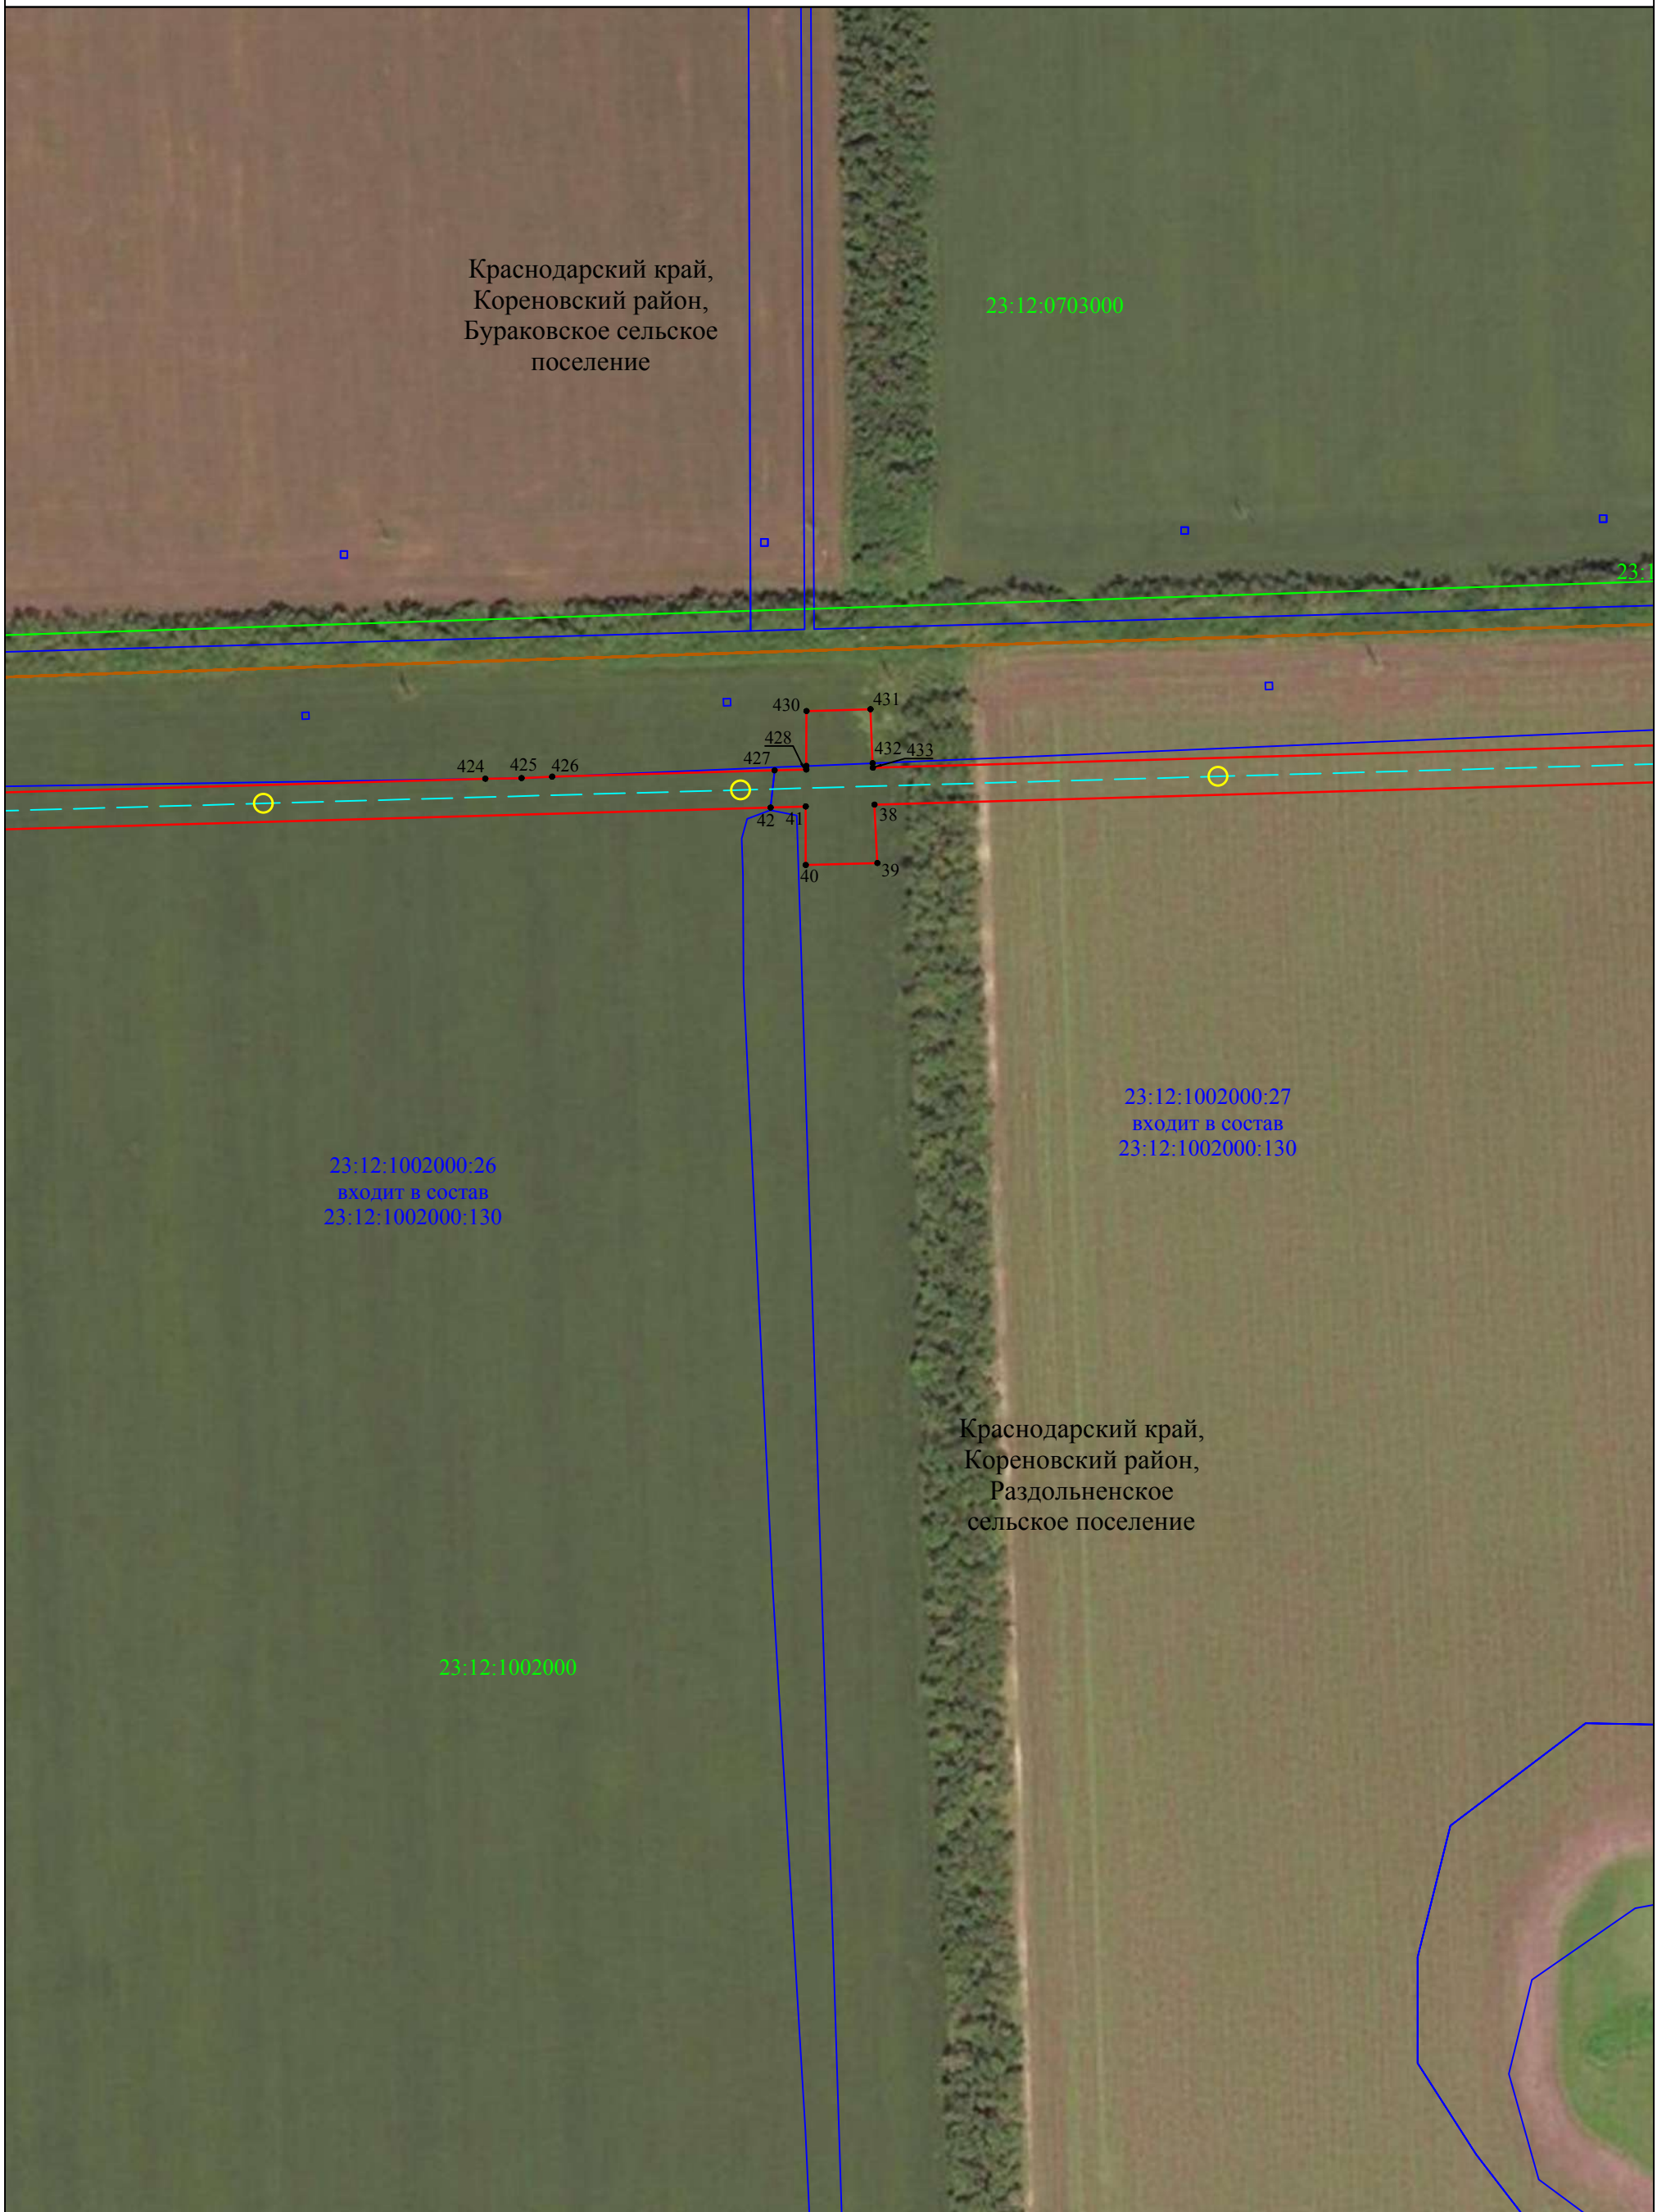 Краснодарский край,
Кореновский район,
Бураковское сельское
поселение
23:12:0703000
23:1
430
431
428
432
433
427
424
425
426
42
41
38
40
39
23:12:1002000:27
входит в состав
23:12:1002000:130
23:12:1002000:26
входит в состав
23:12:1002000:130
Краснодарский край,
Кореновский район,
Раздольненское
сельское поселение
23:12:1002000